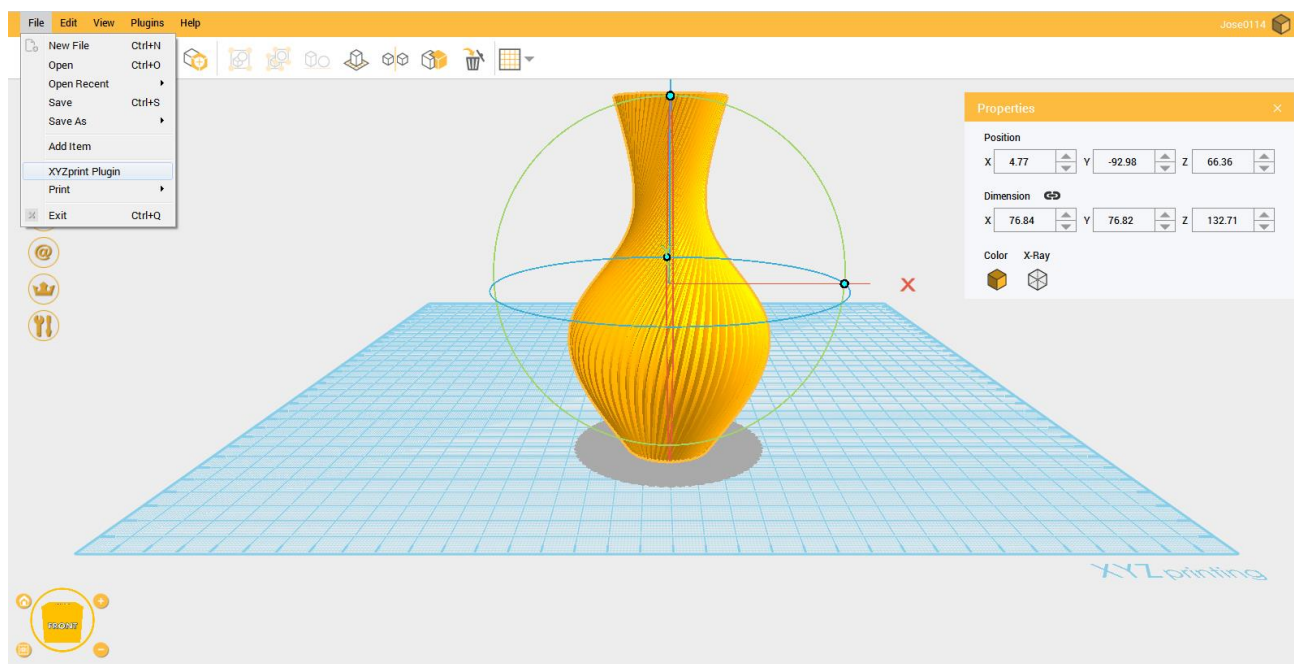 File Edit View Plugins Help
Jose0114
New File Ctrl+N
Open Ctrl+O
Open Recent
Save Ctrl+S
Save As
Add Item
XYZprint Plugin
Print
Exit Ctrl+Q
Properties ×
Position
X 4.77 Y -92.98 Z 66.36
Dimension
X 76.84 Y 76.82 Z 132.71
Color X-Ray
@
X
XYZprinting
FRONT